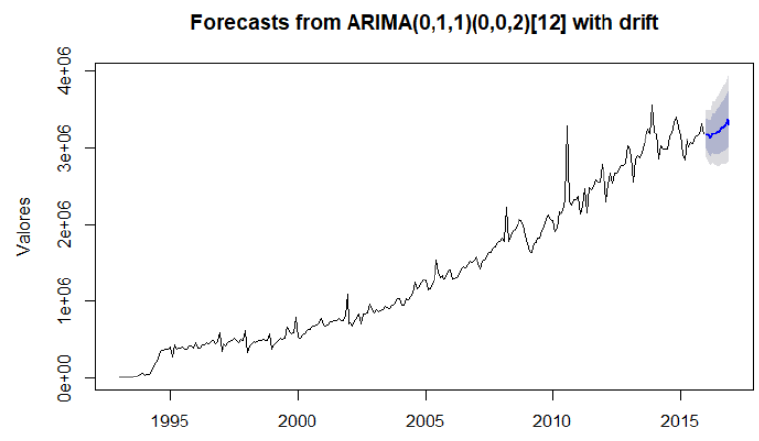 Forecasts from ARIMA(0,1,1)(0,0,2)[12] with drift
Valores
4e+06
3e+06
2e+06
1e+06
0e+00
1995 2000 2005 2010 2015